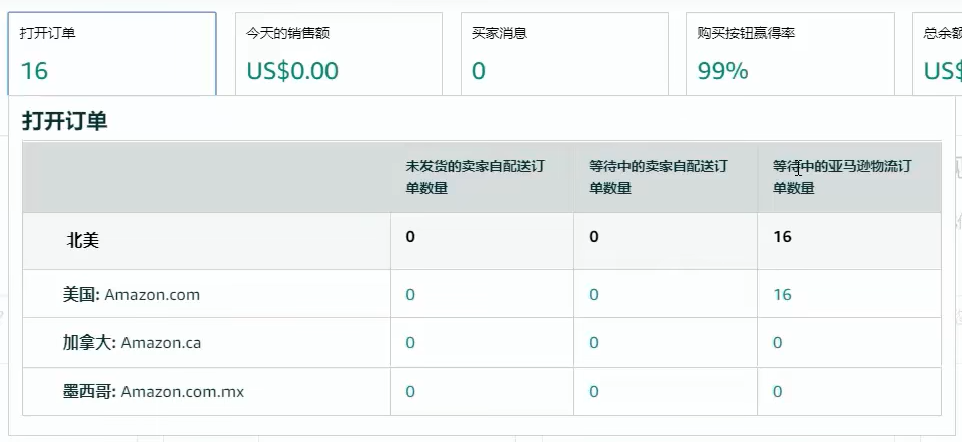 打开订单
16
今天的销售额
US$0.00
买家消息
0
购买按钮赢得率
99%
总余额
US$
打开订单
未发货的卖家自配送订
单数量
等待中的卖家自配送订
单数量
等待中的亚马逊物流订
单数量
北美 0 0 16
美国: Amazon.com 0 0 16
加拿大: Amazon.ca 0 0 0
墨西哥: Amazon.com.mx 0 0 0